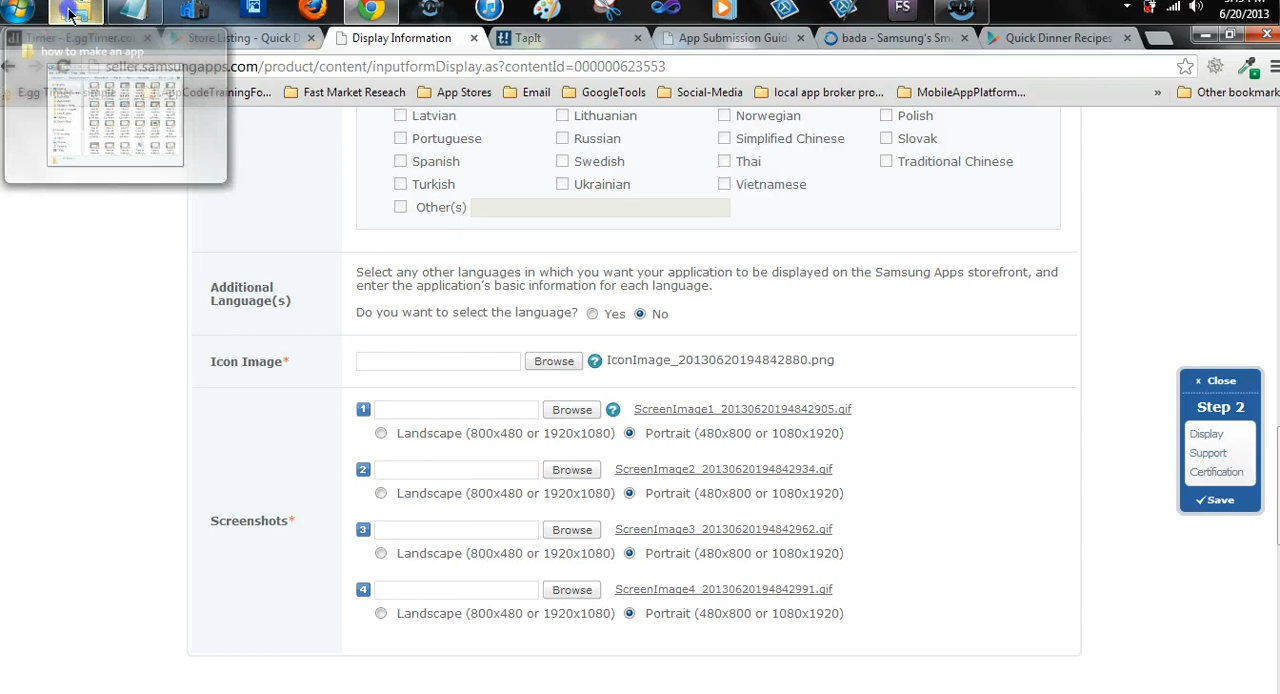 6/20/2013
Timer - E.ggTimer.co
Store Listing - Quick D
Display Information
TapIt
App Submission Guid
bada - Samsung's Sm
Quick Dinner Recipes
how to make an app
seller.samsungapps.com/product/content/inputformDisplay.as?contentId=000000623553
E.gg Timer
AppCodeTrainingFo...
Fast Market Reseach
App Stores
Email
GoogleTools
Social-Media
local app broker pro...
MobileAppPlatform...
»
Other bookmark
Latvian
Lithuanian
Norwegian
Polish
Portuguese
Russian
Simplified Chinese
Slovak
Spanish
Swedish
Thai
Traditional Chinese
Turkish
Ukrainian
Vietnamese
Other(s)
Additional
Language(s)
Select any other languages in which you want your application to be displayed on the Samsung Apps storefront, and
enter the application's basic information for each language.
Do you want to select the language? Yes No
Icon Image*
Browse ? IconImage_20130620194842880.png
Screenshots*
1 Browse ? ScreenImage1_20130620194842905.gif
Landscape (800x480 or 1920x1080) Portrait (480x800 or 1080x1920)
2 Browse ScreenImage2_20130620194842934.gif
Landscape (800x480 or 1920x1080) Portrait (480x800 or 1080x1920)
3 Browse ScreenImage3_20130620194842962.gif
Landscape (800x480 or 1920x1080) Portrait (480x800 or 1080x1920)
4 Browse ScreenImage4_20130620194842991.gif
Landscape (800x480 or 1920x1080) Portrait (480x800 or 1080x1920)
x Close
Step 2
Display
Support
Certification
Save
FS